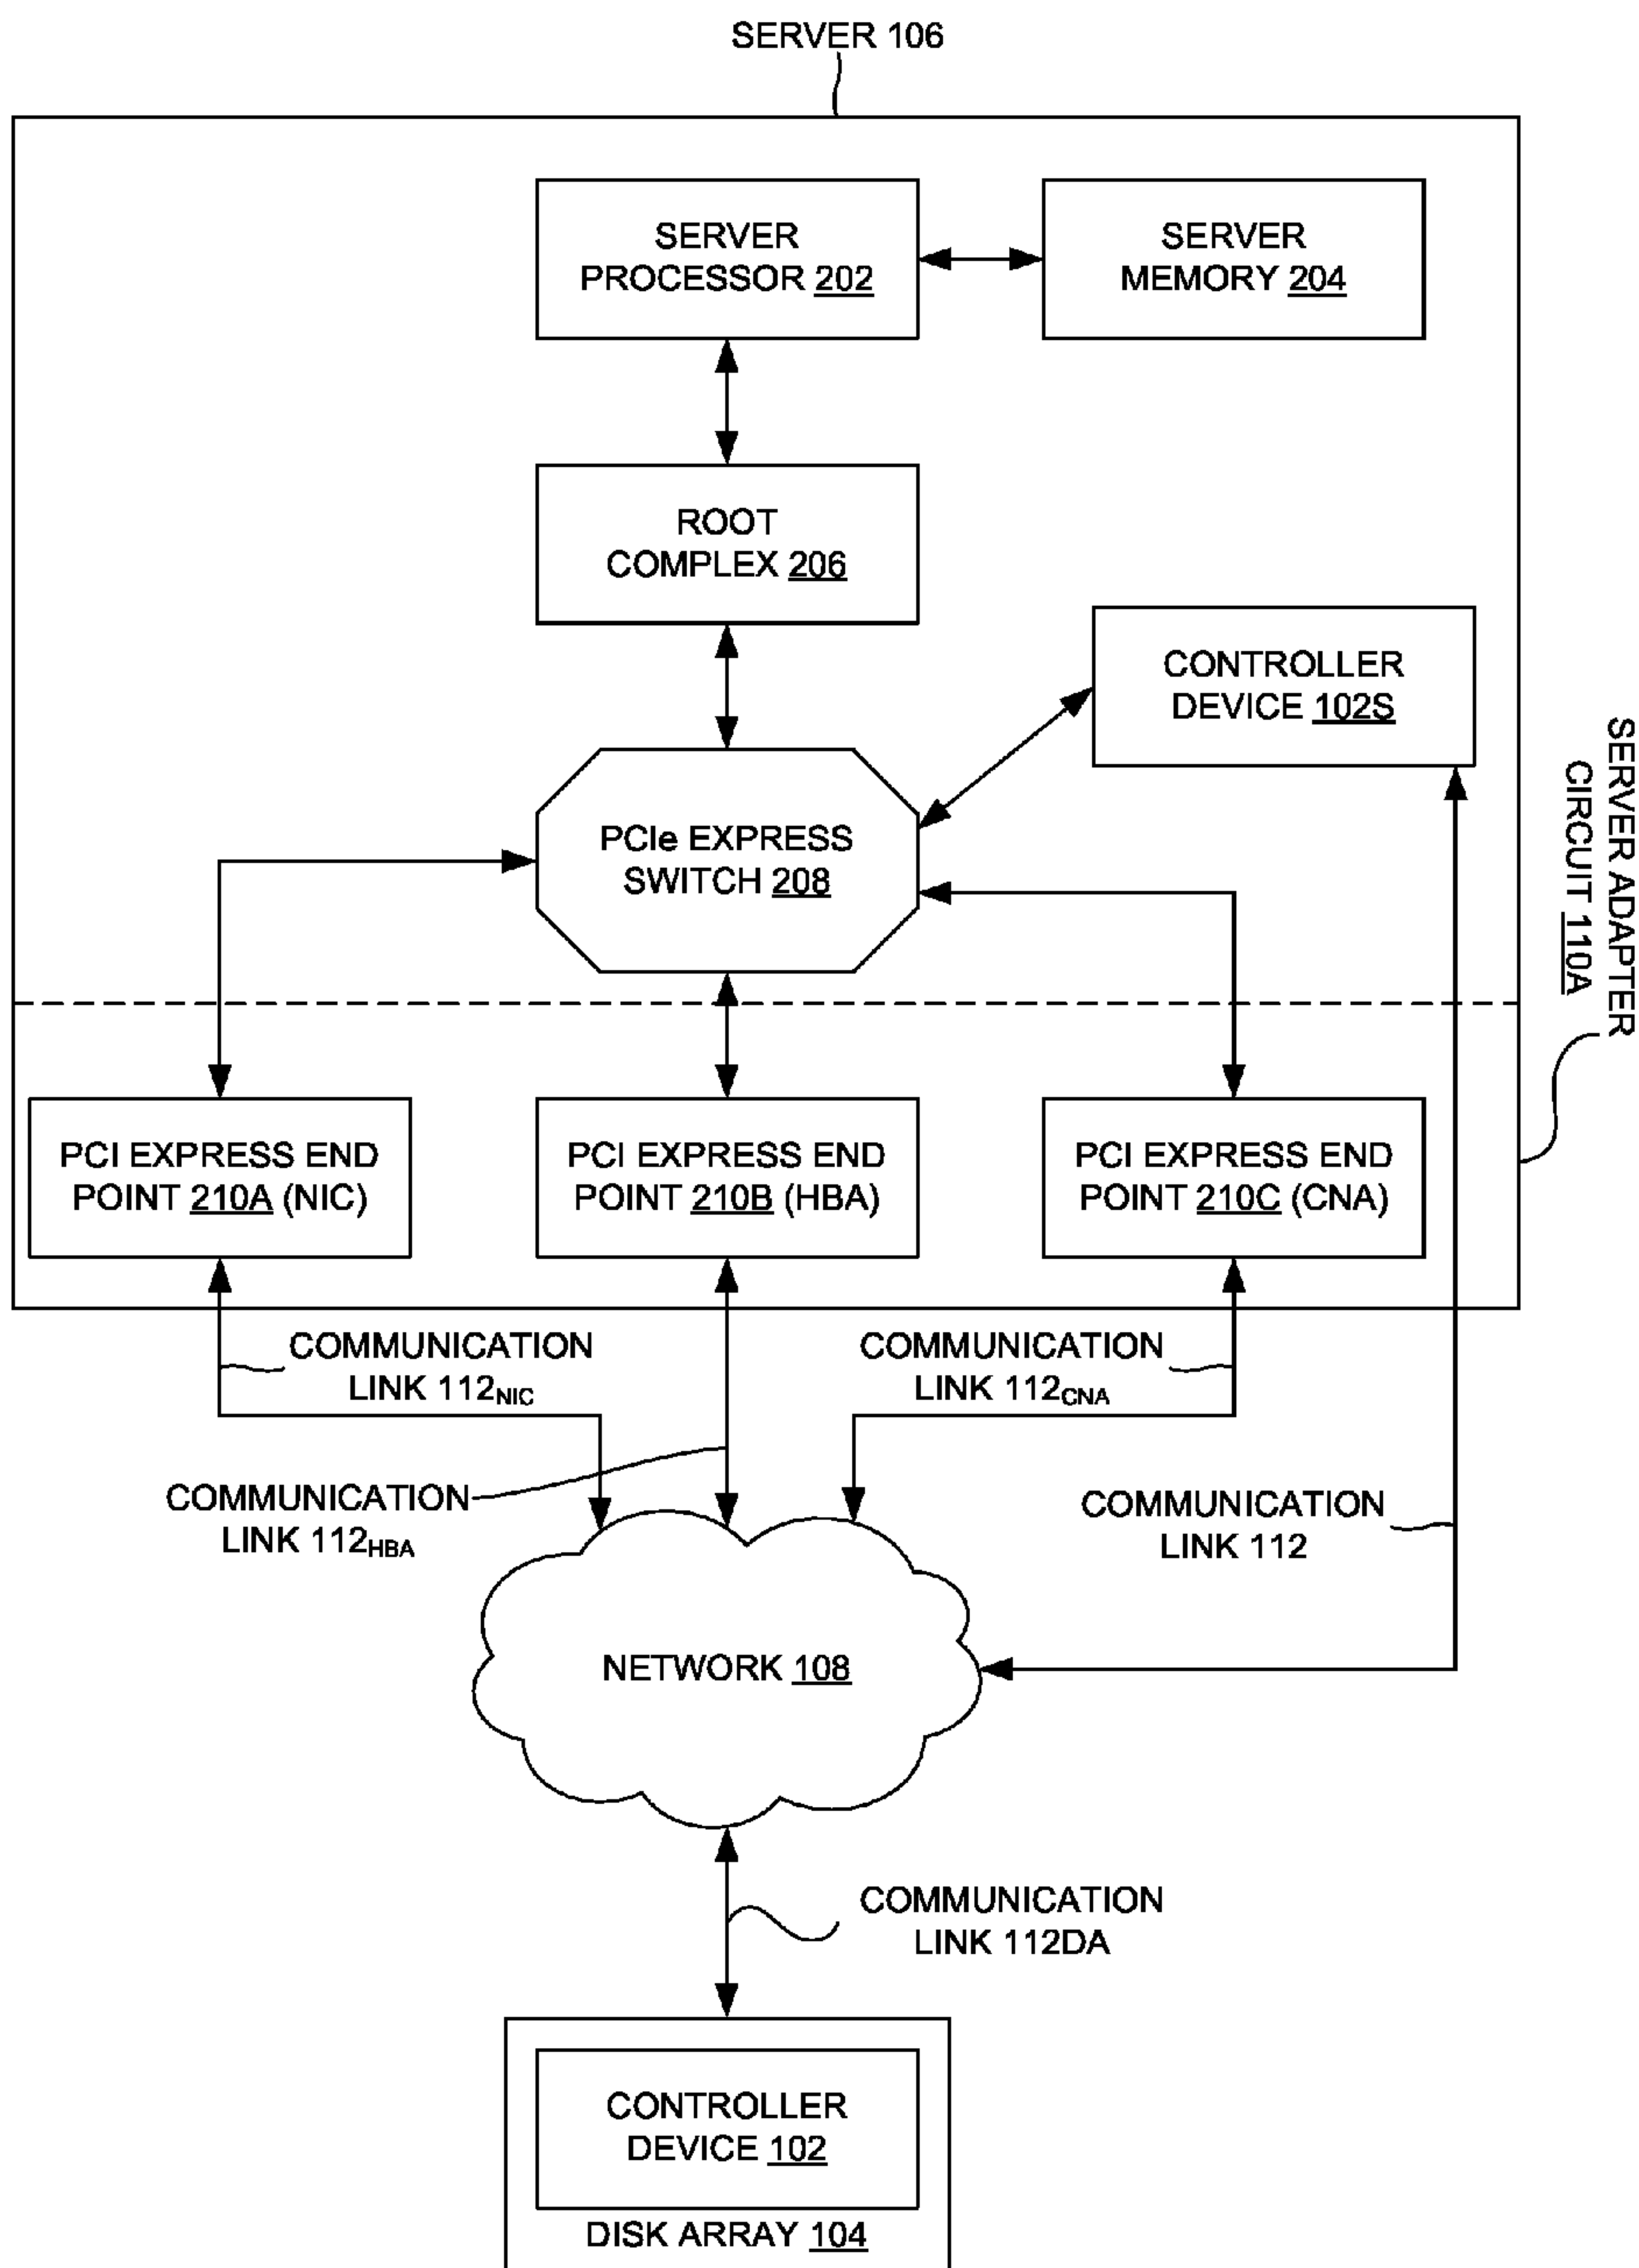 SERVER 106
SERVER
PROCESSOR 202
SERVER
MEMORY 204
ROOT
COMPLEX 206
CONTROLLER
DEVICE 102S
SERVER ADAPTER
CIRCUIT 110A
PCIe EXPRESS
SWITCH 208
PCI EXPRESS END
POINT 210A (NIC)
PCI EXPRESS END
POINT 210B (HBA)
PCI EXPRESS END
POINT 210C (CNA)
COMMUNICATION
LINK 112NIC
COMMUNICATION
LINK 112CNA
COMMUNICATION
LINK 112HBA
COMMUNICATION
LINK 112
NETWORK 108
COMMUNICATION
LINK 112DA
CONTROLLER
DEVICE 102
DISK ARRAY 104